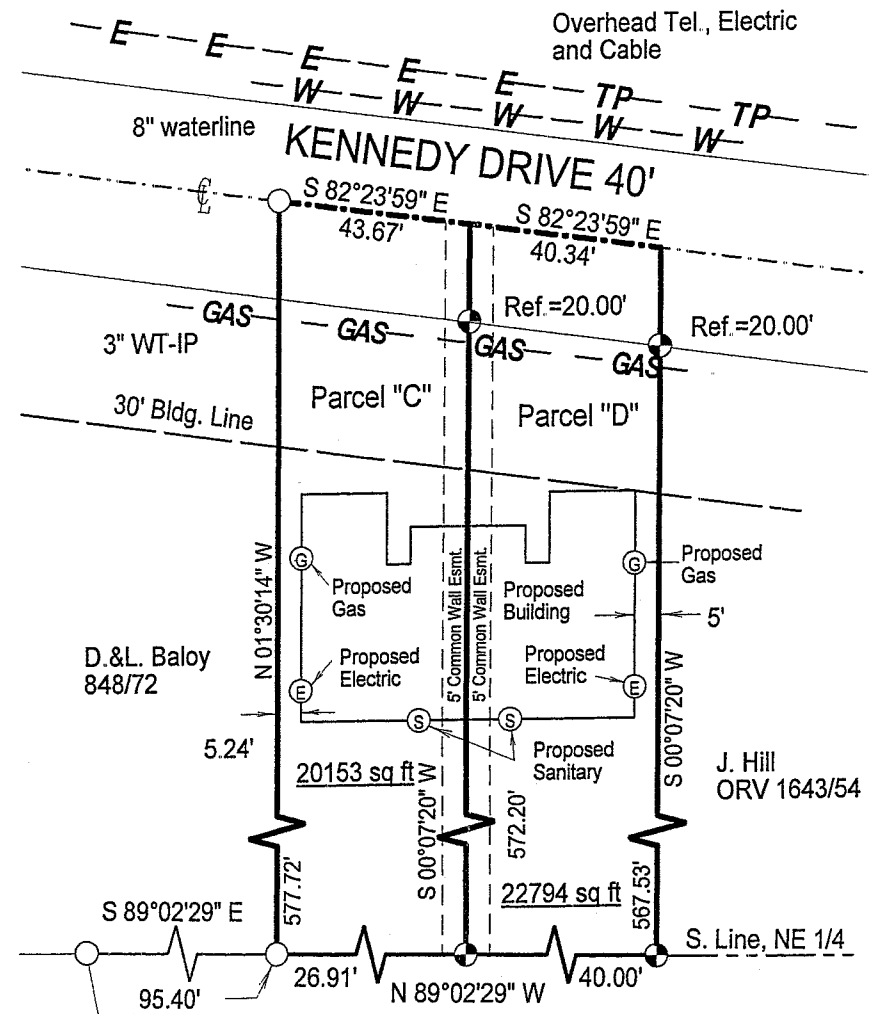 Overhead Tel., Electric
and Cable
E E E E E TP TP
W W W W W
8" waterline
KENNEDY DRIVE 40'
CL
S 82°23'59" E
43.67'
S 82°23'59" E
40.34'
Ref.=20.00'
Ref.=20.00'
GAS GAS GAS GAS
3" WT-IP
Parcel "C"
Parcel "D"
30' Bldg. Line
G
Proposed
Gas
G
Proposed
Gas
Proposed
Building
5'
N 01°30'14" W
5' Common Wall Esmt.
5' Common Wall Esmt.
S 00°07'20" W
D.&L. Baloy
848/72
E
Proposed
Electric
Proposed
Electric
E
S
S
Proposed
Sanitary
5.24'
20153 sq ft
S 00°07'20" W
572.20'
J. Hill
ORV 1643/54
577.72'
22794 sq ft
567.53'
S 89°02'29" E
S. Line, NE 1/4
95.40'
26.91'
N 89°02'29" W
40.00'